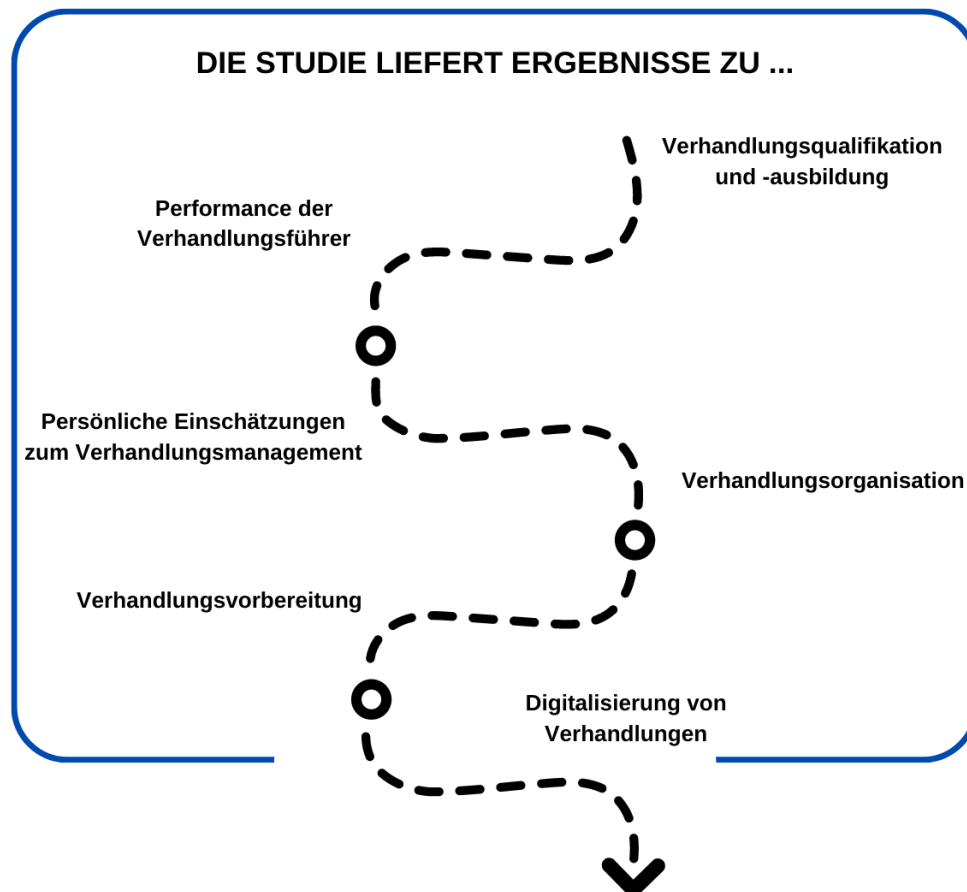 DIE STUDIE LIEFERT ERGEBNISSE ZU ...
Verhandlungsqualifikation
und -ausbildung
Performance der
Verhandlungsführer
Persönliche Einschätzungen
zum Verhandlungsmanagement
Verhandlungsorganisation
Verhandlungsvorbereitung
Digitalisierung von
Verhandlungen